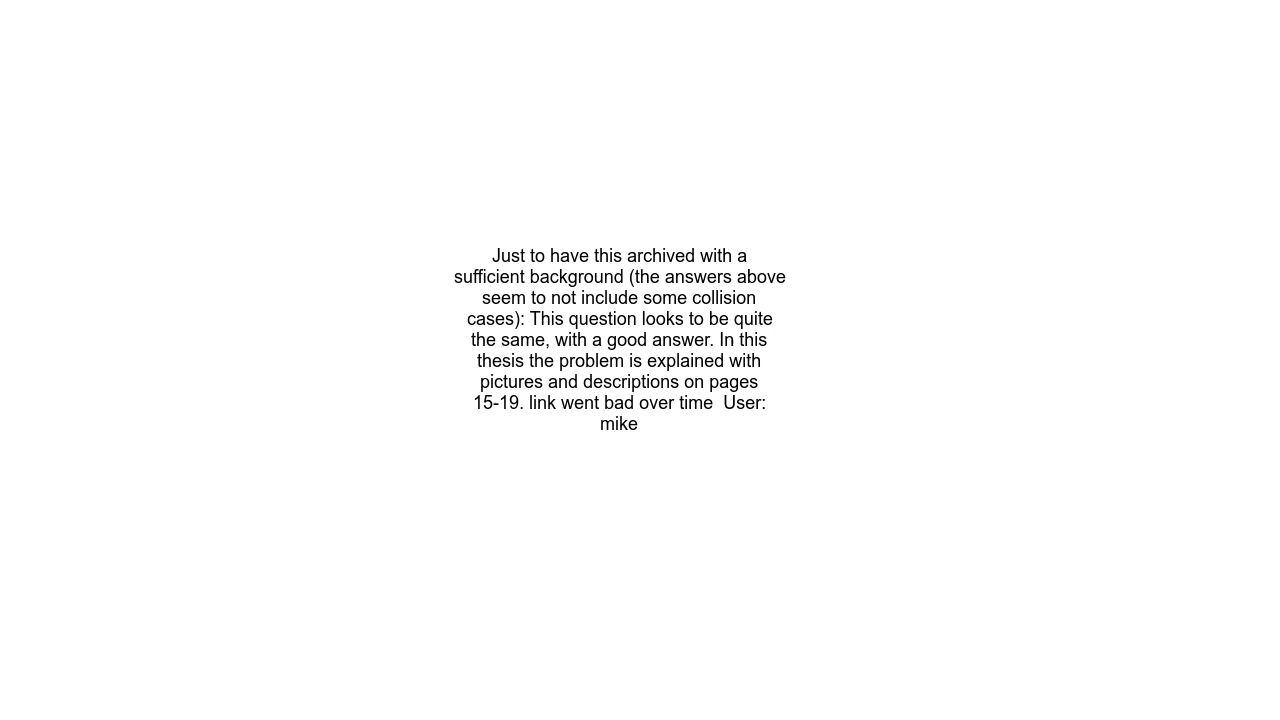 Just to have this archived with a
sufficient background (the answers above
seem to not include some collision
cases): This question looks to be quite
the same, with a good answer. In this
thesis the problem is explained with
pictures and descriptions on pages
15-19. link went bad over time  User:
mike